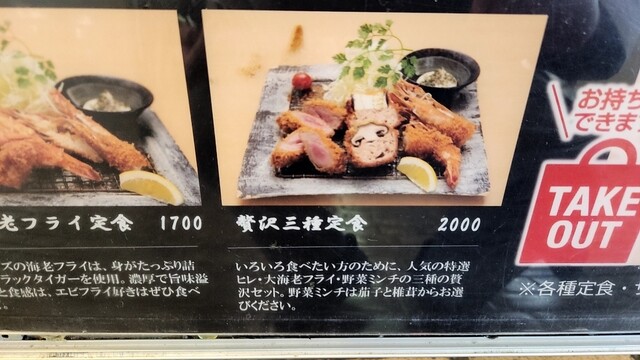 老フライ定食 1700
ズの海老フライは、身がたっぷり詰
ラックタイガーを使用。濃厚で旨味溢
と食感は、エビフライ好きはぜひ食べ
い。
贅沢三種定食 2000
いろいろ食べたい方のために、人気の特選
ヒレ・大海老フライ・野菜ミンチの三種の贅
沢セット。野菜ミンチは茄子と椎茸からお選
びください。
お持ち
できま
TAKE
OUT
※各種定食・サ